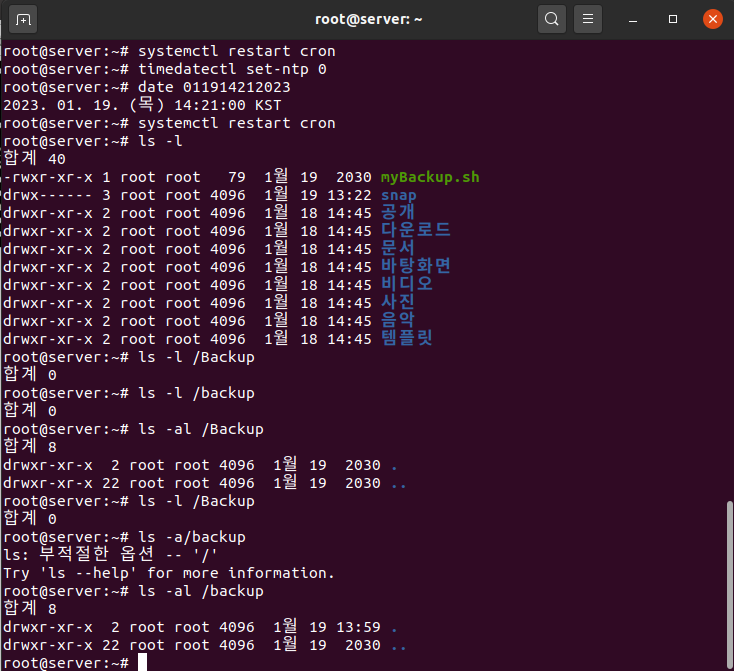 root@server: ~
root@server:~# systemctl restart cron
root@server:~# timedatectl set-ntp 0
root@server:~# date 011914212023
2023. 01. 19. (목) 14:21:00 KST
root@server:~# systemctl restart cron
root@server:~# ls -l
합계 40
-rwxr-xr-x 1 root root   79  1월 19  2030 myBackup.sh
drwx------ 3 root root 4096  1월 19 13:22 snap
drwxr-xr-x 2 root root 4096  1월 18 14:45 공개
drwxr-xr-x 2 root root 4096  1월 18 14:45 다운로드
drwxr-xr-x 2 root root 4096  1월 18 14:45 문서
drwxr-xr-x 2 root root 4096  1월 18 14:45 바탕화면
drwxr-xr-x 2 root root 4096  1월 18 14:45 비디오
drwxr-xr-x 2 root root 4096  1월 18 14:45 사진
drwxr-xr-x 2 root root 4096  1월 18 14:45 음악
drwxr-xr-x 2 root root 4096  1월 18 14:45 템플릿
root@server:~# ls -l /Backup
합계 0
root@server:~# ls -l /backup
합계 0
root@server:~# ls -al /Backup
합계 8
drwxr-xr-x  2 root root 4096  1월 19  2030 .
drwxr-xr-x 22 root root 4096  1월 19  2030 ..
root@server:~# ls -l /Backup
합계 0
root@server:~# ls -a/backup
ls: 부적절한 옵션 -- '/'
Try 'ls --help' for more information.
root@server:~# ls -al /backup
합계 8
drwxr-xr-x  2 root root 4096  1월 19 13:59 .
drwxr-xr-x 22 root root 4096  1월 19  2030 ..
root@server:~#